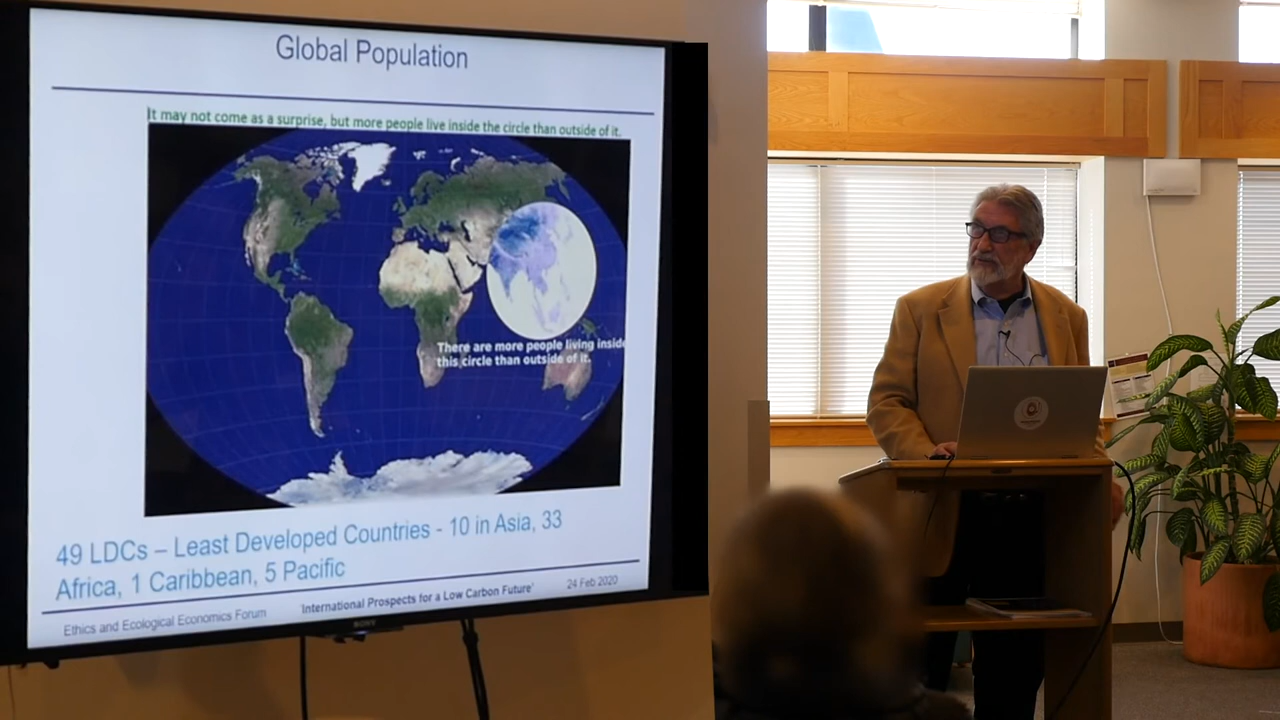 Global Population
It may not come as a surprise, but more people live inside the circle than outside of it.
There are more people living inside
this circle than outside of it.
49 LDCs – Least Developed Countries - 10 in Asia, 33
Africa, 1 Caribbean, 5 Pacific
Ethics and Ecological Economics Forum 'International Prospects for a Low Carbon Future' 24 Feb 2020
SONY